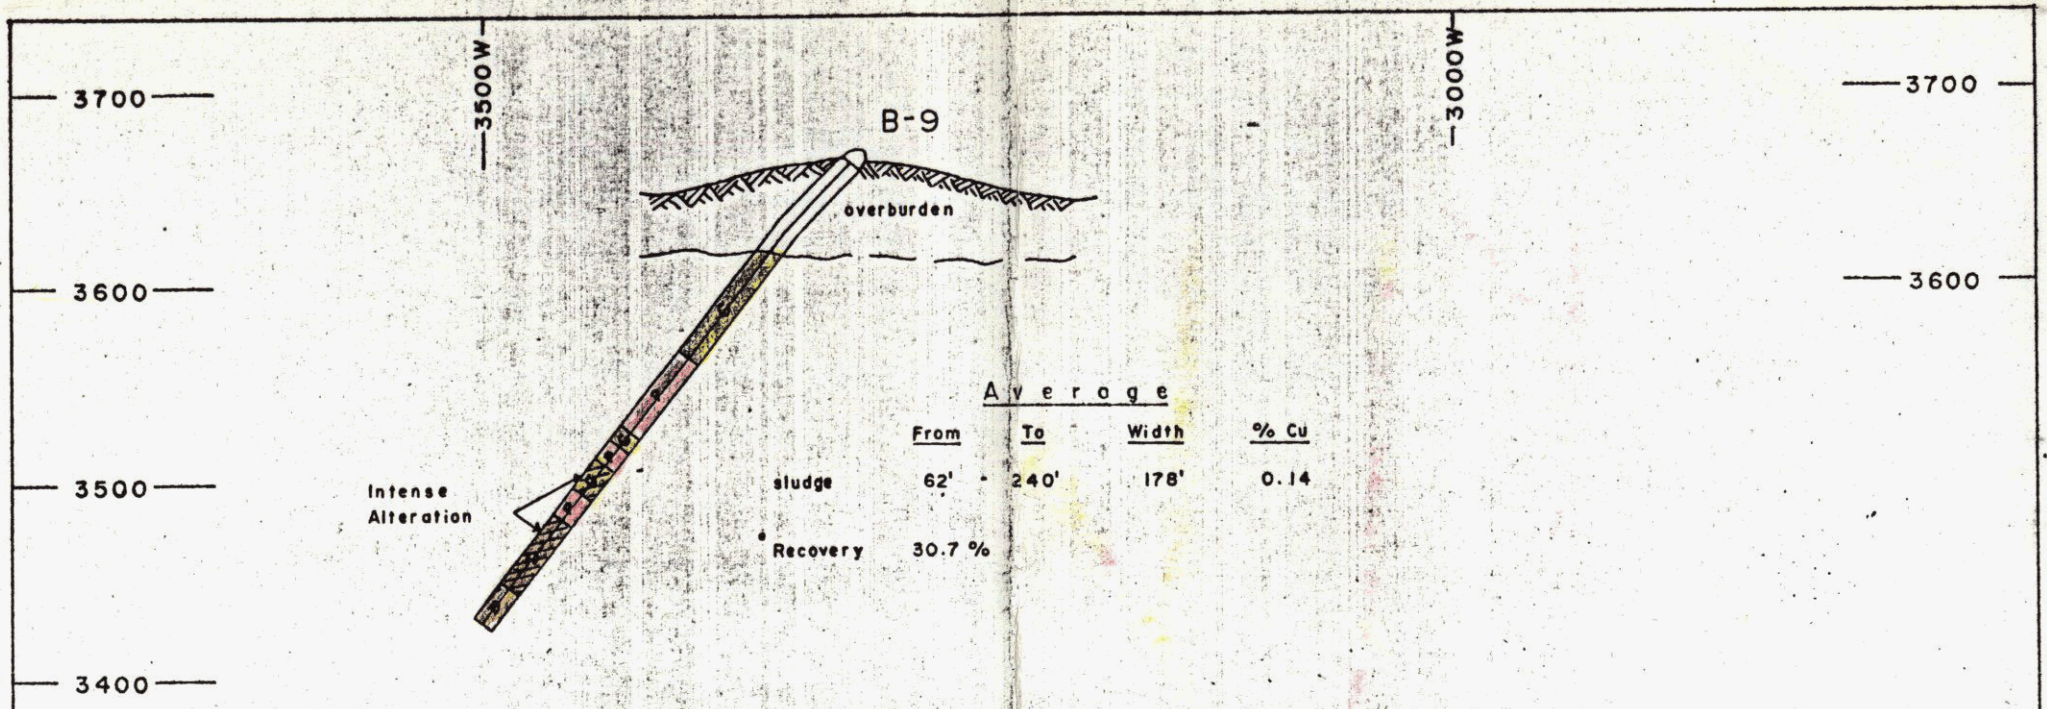 3500W
3000W
3700
3700
B-9
overburden
3600
3600
Average
From To Width % Cu
sludge 62' - 240' 178' 0.14
3500
Intense
Alteration
Recovery 30.7 %
3400